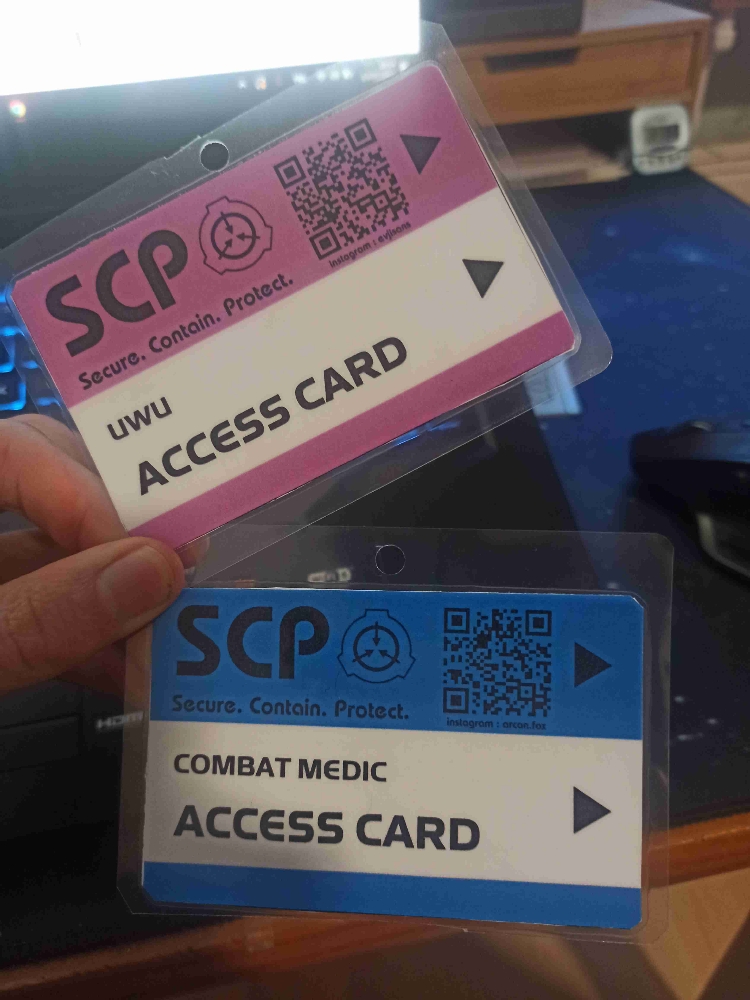 SCP
Secure. Contain. Protect.
instagram : evjsons
UWU
ACCESS CARD
SCP
Secure. Contain. Protect.
instagram : arcon.fox
COMBAT MEDIC
ACCESS CARD
HDMI